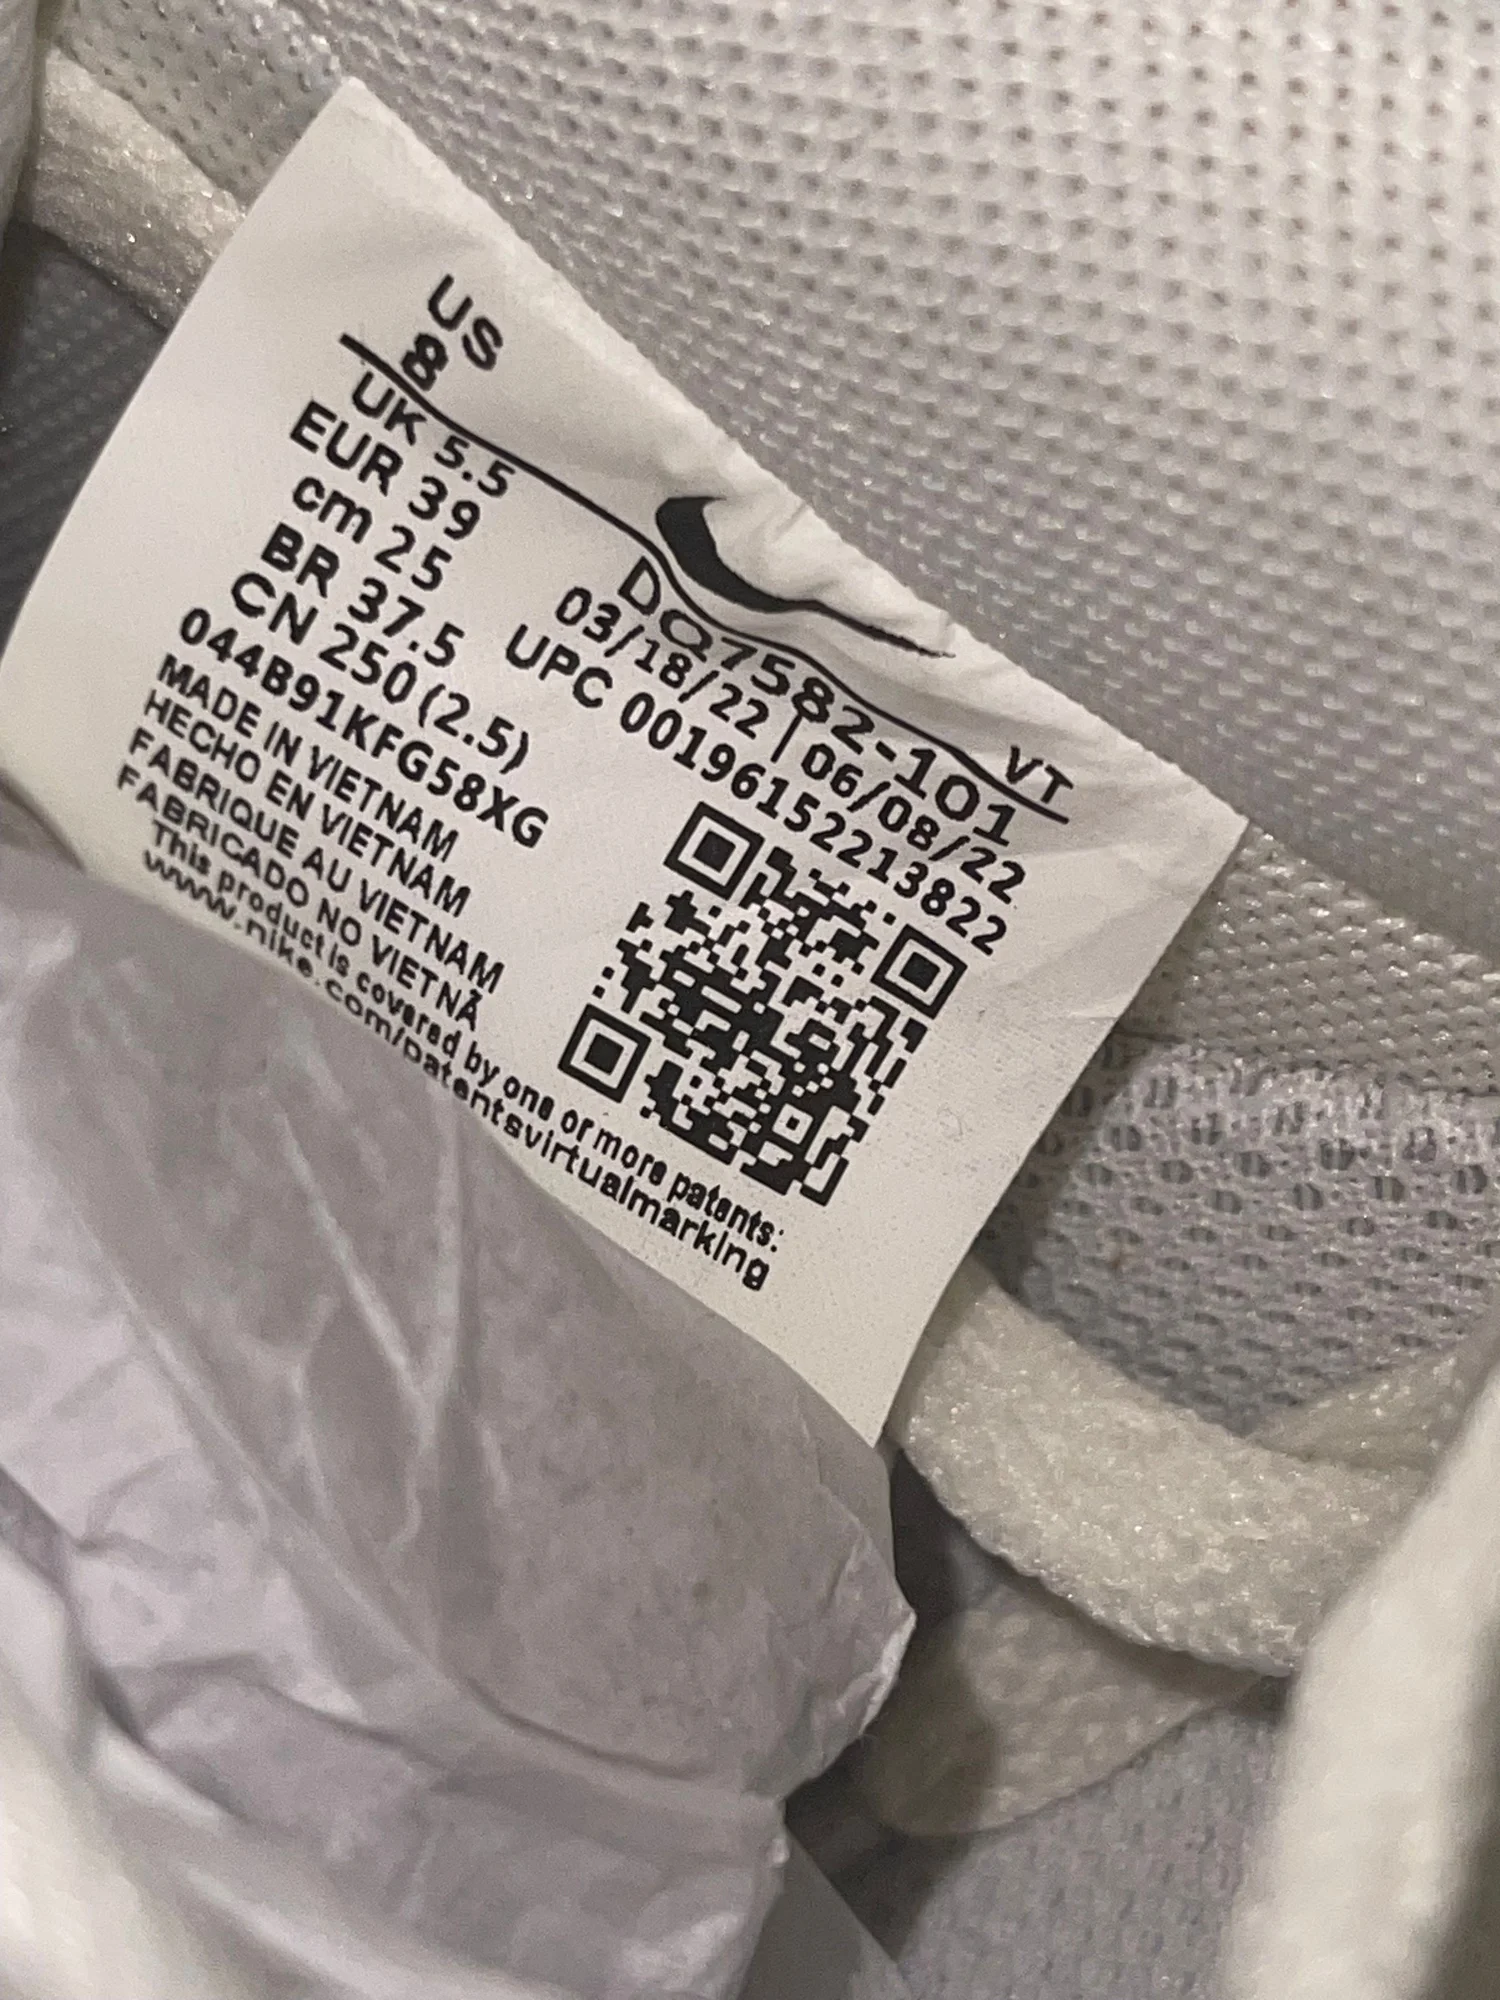 US
8
UK 5.5
EUR 39
cm 25
BR 37.5
CN 250 (2.5)
044B91KFG58XG
MADE IN VIETNAM
HECHO EN VIETNAM
FABRIQUE AU VIETNAM
FABRICADO NO VIETNÃ
This product is covered by one or more patents:
www.nike.com/patentsvirtualmarking
VT
DQ7582-101
03/18/22 | 06/08/22
UPC 00196152213822